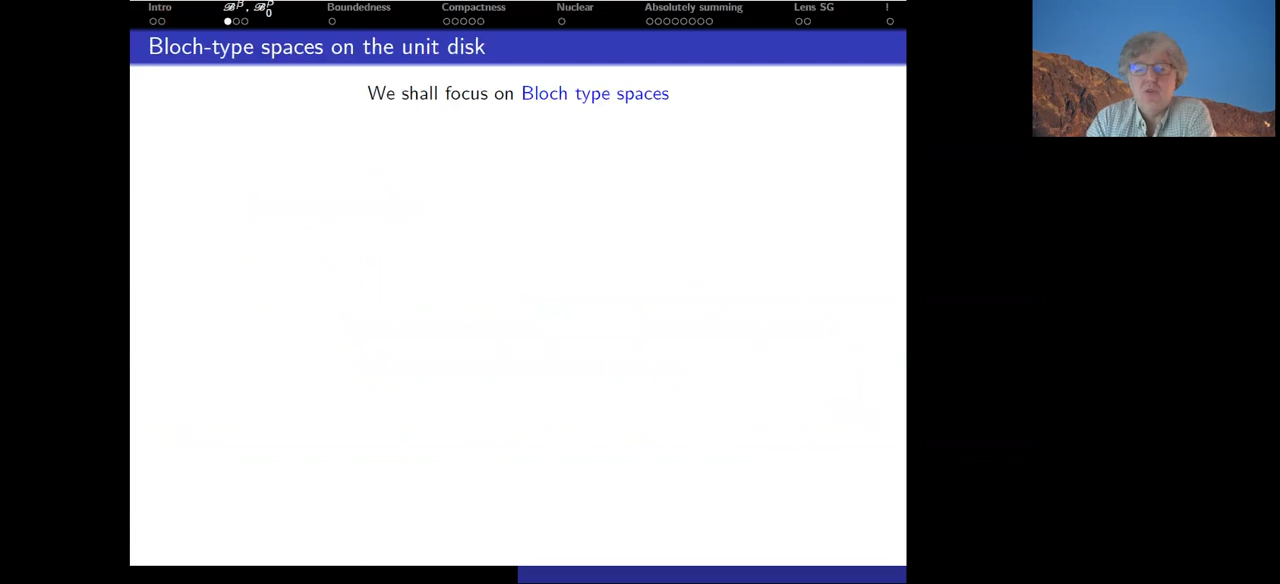 Intro ℬ^β, ℬ^β_0 Boundedness Compactness Nuclear Absolutely summing Lens SG !
Bloch-type spaces on the unit disk
We shall focus on Bloch type spaces